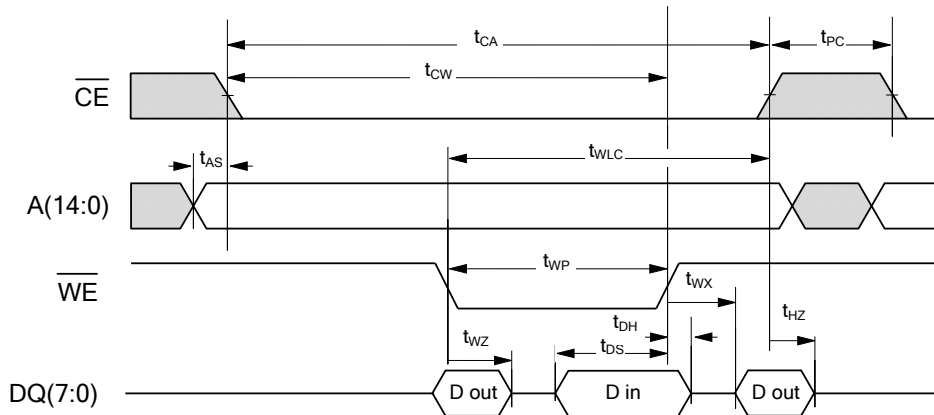 tCA
tPC
tCW
CE
tWLC
tAS
A(14:0)
tWP
WE
tWX
tDH
tHZ
tWZ
tDS
DQ(7:0)
D out
D in
D out